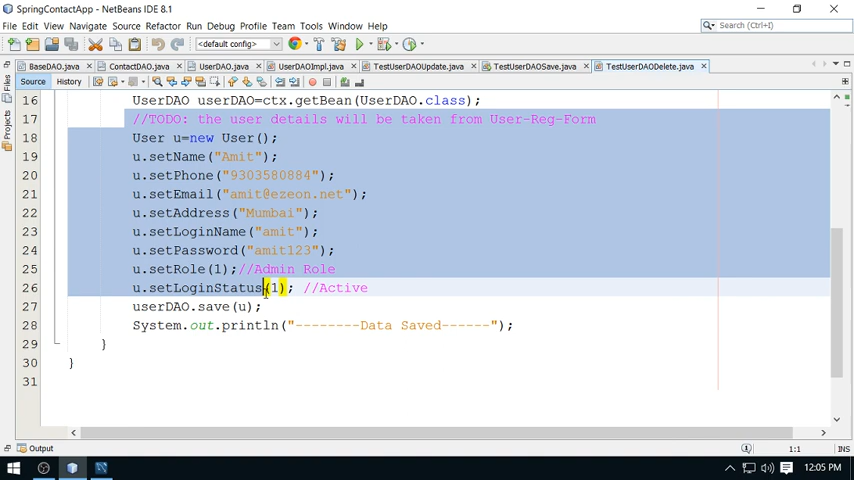 SpringContactApp - NetBeans IDE 8.1
File Edit View Navigate Source Refactor Run Debug Profile Team Tools Window Help
Search (Ctrl+I)
<default config>
BaseDAO.java ContactDAO.java UserDAO.java UserDAOImpl.java TestUserDAOUpdate.java TestUserDAOSave.java TestUserDAODelete.java
Source History
Files
Projects
16 UserDAO userDAO=ctx.getBean(UserDAO.class);
17 //TODO: the user details will be taken from User-Reg-Form
18 User u=new User();
19 u.setName("Amit");
20 u.setPhone("9303580884");
21 u.setEmail("amit@ezeon.net");
22 u.setAddress("Mumbai");
23 u.setLoginName("amit");
24 u.setPassword("amit123");
25 u.setRole(1);//Admin Role
26 u.setLoginStatus(1); //Active
27 userDAO.save(u);
28 System.out.println("--------Data Saved------");
29 }
30 }
31
Output
1:1 INS
12:05 PM